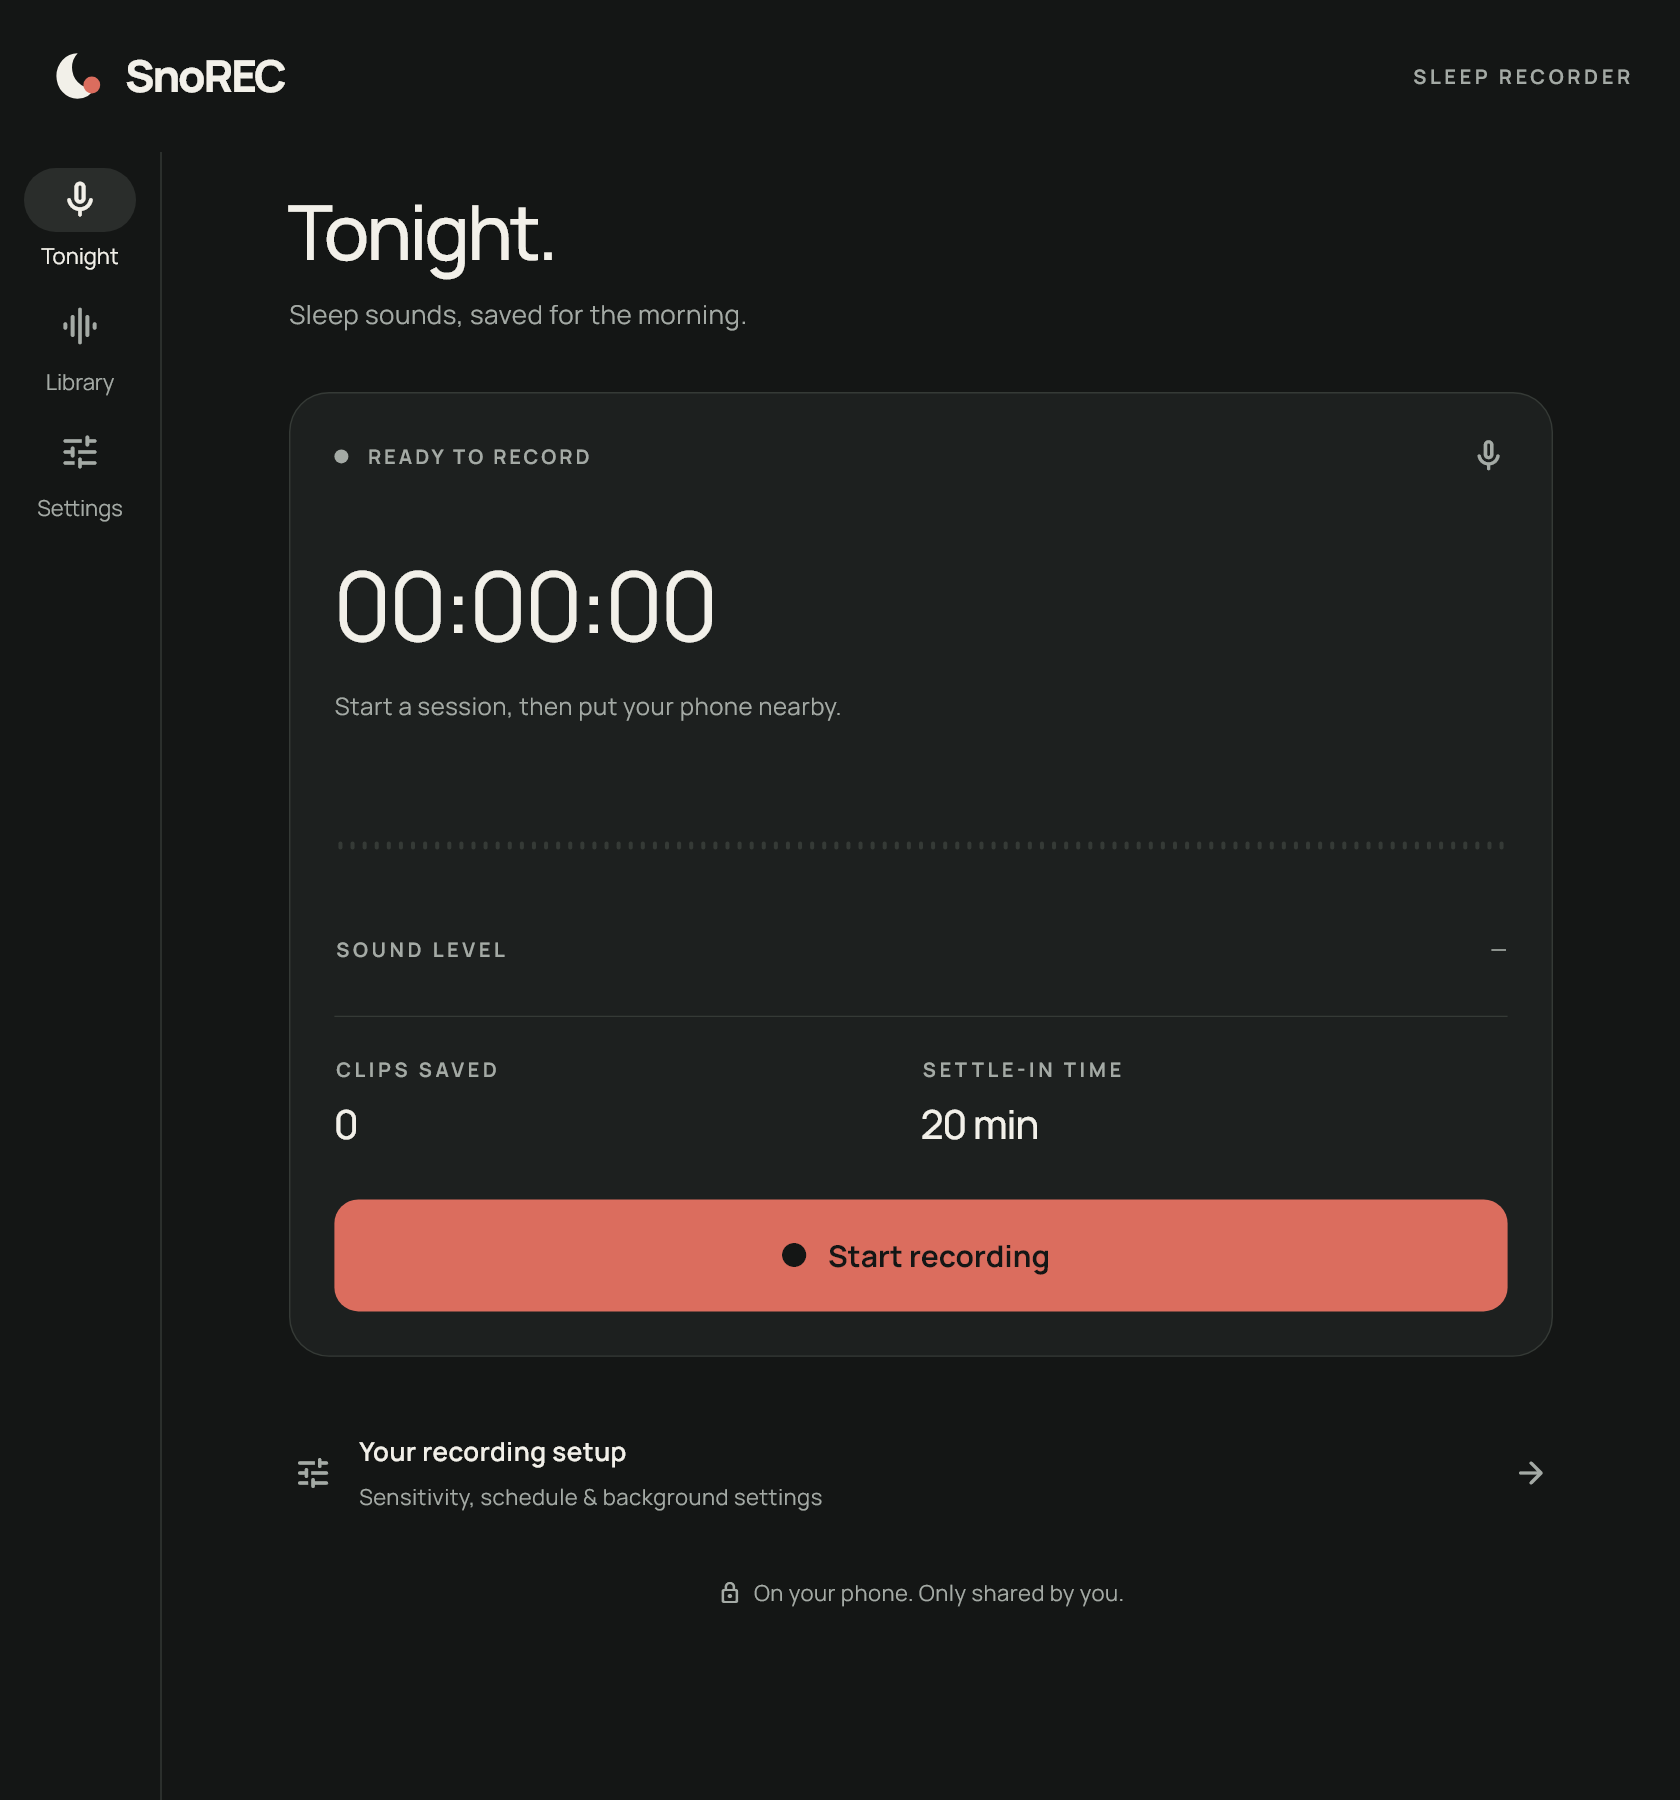 SnoREC
SLEEP RECORDER
Tonight
Library
Settings
Tonight.
Sleep sounds, saved for the morning.
READY TO RECORD
00:00:00
Start a session, then put your phone nearby.
SOUND LEVEL –
CLIPS SAVED
0
SETTLE-IN TIME
20 min
Start recording
Your recording setup
Sensitivity, schedule & background settings
On your phone. Only shared by you.